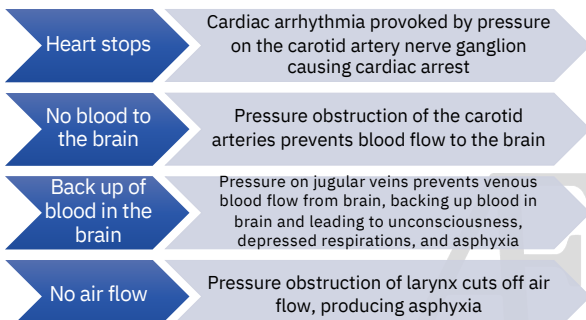 Heart stops
Cardiac arrhythmia provoked by pressure
on the carotid artery nerve ganglion
causing cardiac arrest
No blood to
the brain
Pressure obstruction of the carotid
arteries prevents blood flow to the brain
Back up of
blood in the
brain
Pressure on jugular veins prevents venous
blood flow from brain, backing up blood in
brain and leading to unconsciousness,
depressed respirations, and asphyxia
No air flow
Pressure obstruction of larynx cuts off air
flow, producing asphyxia